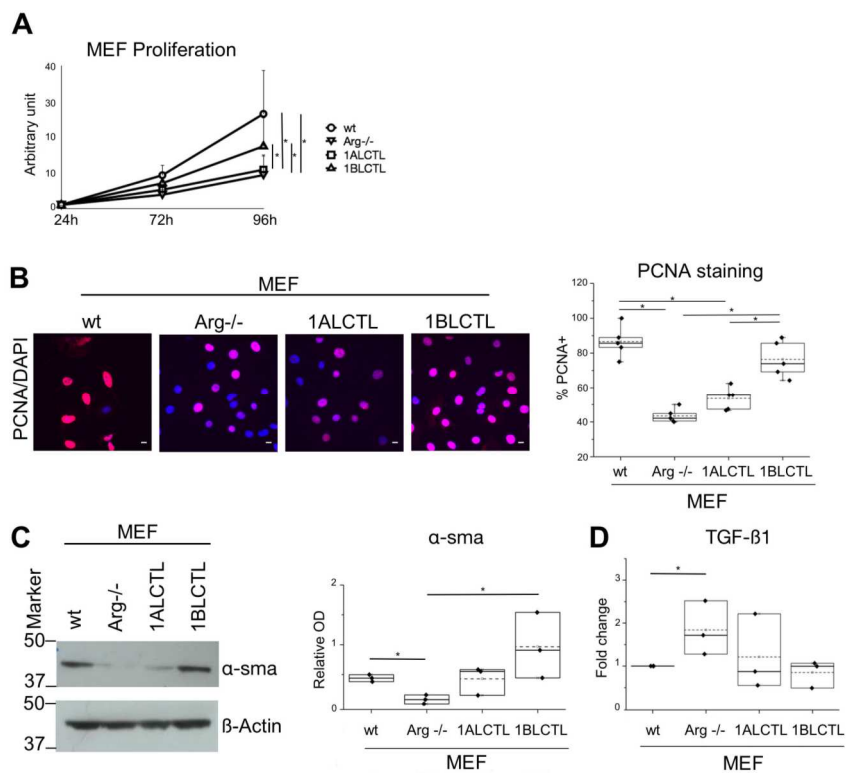 A
MEF Proliferation
Arbitrary unit
40
30
10
10
0
24h
72h
96h
wt
Arg-/-
1ALCTL
1BLCTL
*
*
*
*
B
MEF
wt
Arg-/-
1ALCTL
1BLCTL
PCNA/DAPI
PCNA staining
% PCNA+
120
100
80
60
40
20
*
*
*
*
wt
Arg -/-
1ALCTL
1BLCTL
MEF
C
MEF
Marker
wt
Arg-/-
1ALCTL
1BLCTL
50
37
α-sma
50
37
ß-Actin
α-sma
Relative OD
2
1
0
*
*
wt
Arg -/-
1ALCTL
1BLCTL
MEF
D
TGF-ß1
Fold change
3
2
1
0
*
wt
Arg -/-
1ALCTL
1BLCTL
MEF